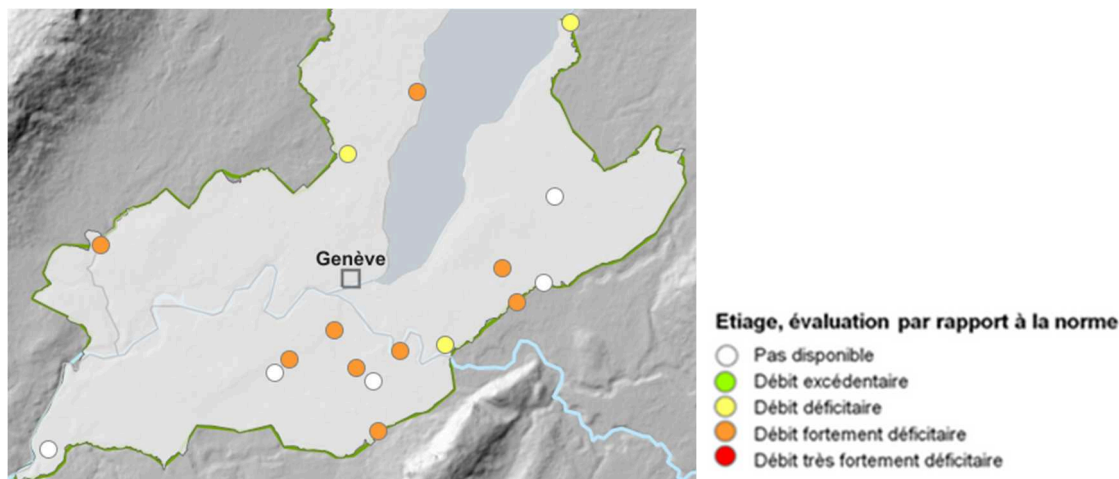 Genève
Etiage, évaluation par rapport à la norme
Pas disponible
Débit excédentaire
Débit déficitaire
Débit fortement déficitaire
Débit très fortement déficitaire